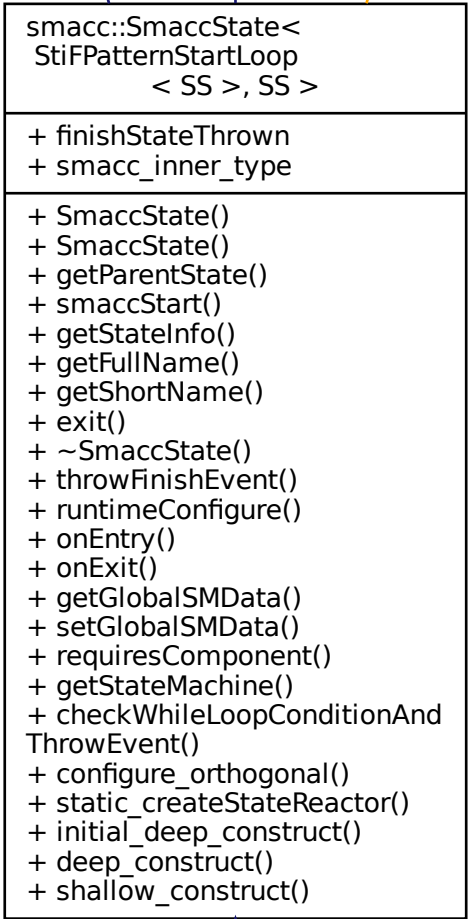 smacc::SmaccState<
StiFPatternStartLoop
< SS >, SS >
+ finishStateThrown
+ smacc_inner_type
+ SmaccState()
+ SmaccState()
+ getParentState()
+ smaccStart()
+ getStateInfo()
+ getFullName()
+ getShortName()
+ exit()
+ ~SmaccState()
+ throwFinishEvent()
+ runtimeConfigure()
+ onEntry()
+ onExit()
+ getGlobalSMData()
+ setGlobalSMData()
+ requiresComponent()
+ getStateMachine()
+ checkWhileLoopConditionAnd
ThrowEvent()
+ configure_orthogonal()
+ static_createStateReactor()
+ initial_deep_construct()
+ deep_construct()
+ shallow_construct()